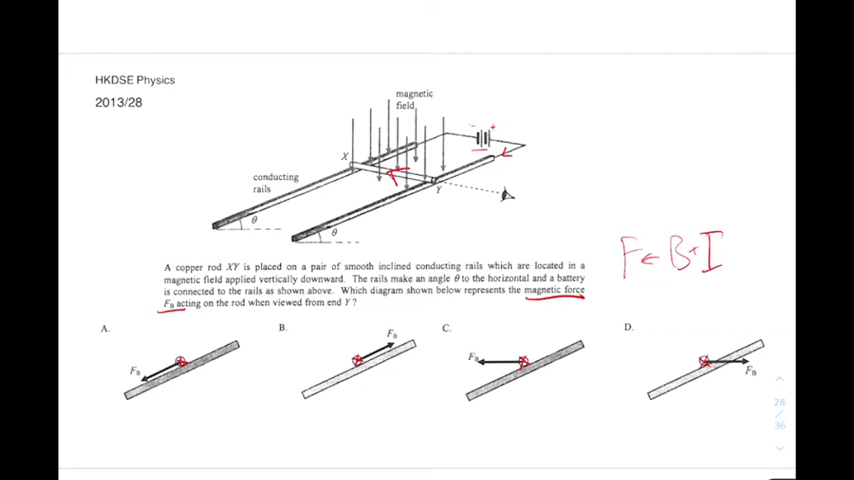 HKDSE Physics
2013/28
magnetic
field
- +
X
conducting
rails
Y
θ
θ
A copper rod XY is placed on a pair of smooth inclined conducting rails which are located in a
magnetic field applied vertically downward. The rails make an angle θ to the horizontal and a battery
is connected to the rails as shown above. Which diagram shown below represents the magnetic force
FB acting on the rod when viewed from end Y ?
F ← B × I
A. B. C. D.
FB FB FB FB
28
/
36